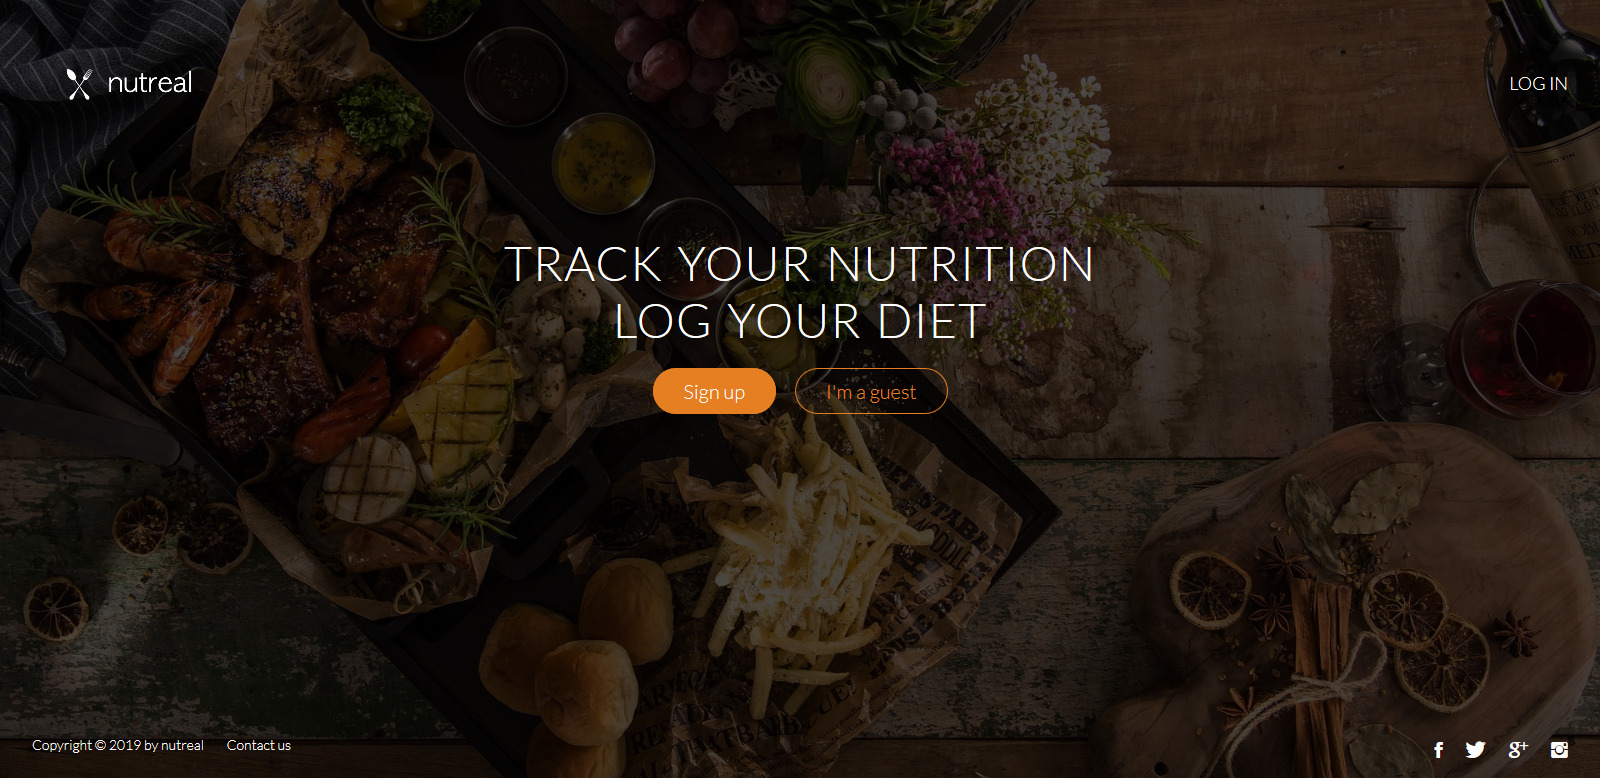 nutreal
LOG IN
TRACK YOUR NUTRITION
LOG YOUR DIET
Sign up
I'm a guest
Copyright © 2019 by nutreal
Contact us